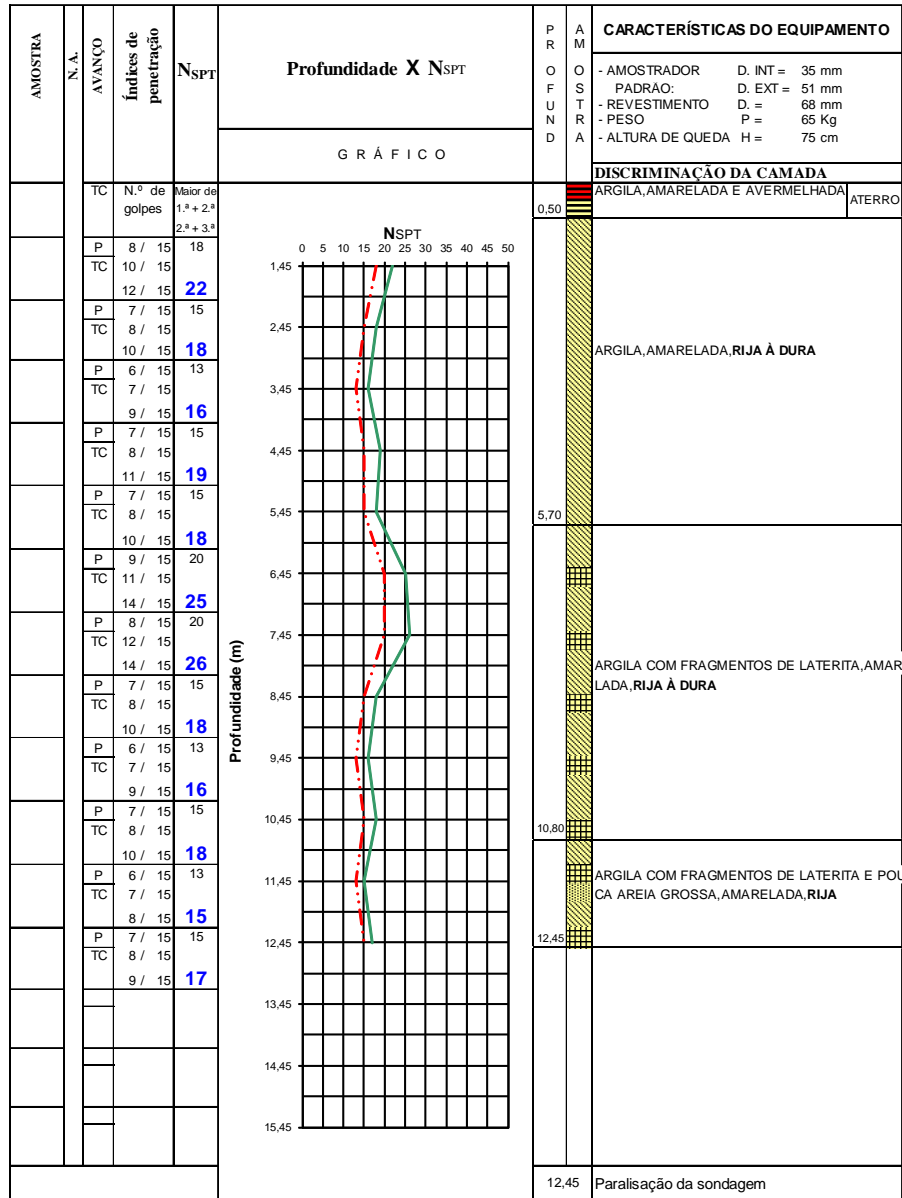 AMOSTRA
N. A.
AVANÇO
Índices de penetração
NSPT
Profundidade X NSPT
GRÁFICO
PROFUND
AMOSTRA
CARACTERÍSTICAS DO EQUIPAMENTO
- AMOSTRADOR D. INT = 35 mm
PADRÃO: D. EXT = 51 mm
- REVESTIMENTO D. = 68 mm
- PESO P = 65 Kg
- ALTURA DE QUEDA H = 75 cm
DISCRIMINAÇÃO DA CAMADA
TC N.º de golpes
Maior de
1.ª + 2.ª
2.ª + 3.ª
P 8 / 15 18
TC 10 / 15
12 / 15 22
P 7 / 15 15
TC 8 / 15
10 / 15 18
P 6 / 15 13
TC 7 / 15
9 / 15 16
P 7 / 15 15
TC 8 / 15
11 / 15 19
P 7 / 15 15
TC 8 / 15
10 / 15 18
P 9 / 15 20
TC 11 / 15
14 / 15 25
P 8 / 15 20
TC 12 / 15
14 / 15 26
P 7 / 15 15
TC 8 / 15
10 / 15 18
P 6 / 15 13
TC 7 / 15
9 / 15 16
P 7 / 15 15
TC 8 / 15
10 / 15 18
P 6 / 15 13
TC 7 / 15
8 / 15 15
P 7 / 15 15
TC 8 / 15
9 / 15 17
NSPT
0 5 10 15 20 25 30 35 40 45 50
Profundidade (m)
1,45
2,45
3,45
4,45
5,45
6,45
7,45
8,45
9,45
10,45
11,45
12,45
13,45
14,45
15,45
0,50
ARGILA,AMARELADA E AVERMELHADA
ATERRO
ARGILA,AMARELADA,RIJA À DURA
5,70
ARGILA COM FRAGMENTOS DE LATERITA,AMAR
LADA,RIJA À DURA
10,80
ARGILA COM FRAGMENTOS DE LATERITA E POU
CA AREIA GROSSA,AMARELADA,RIJA
12,45
12,45 Paralisação da sondagem